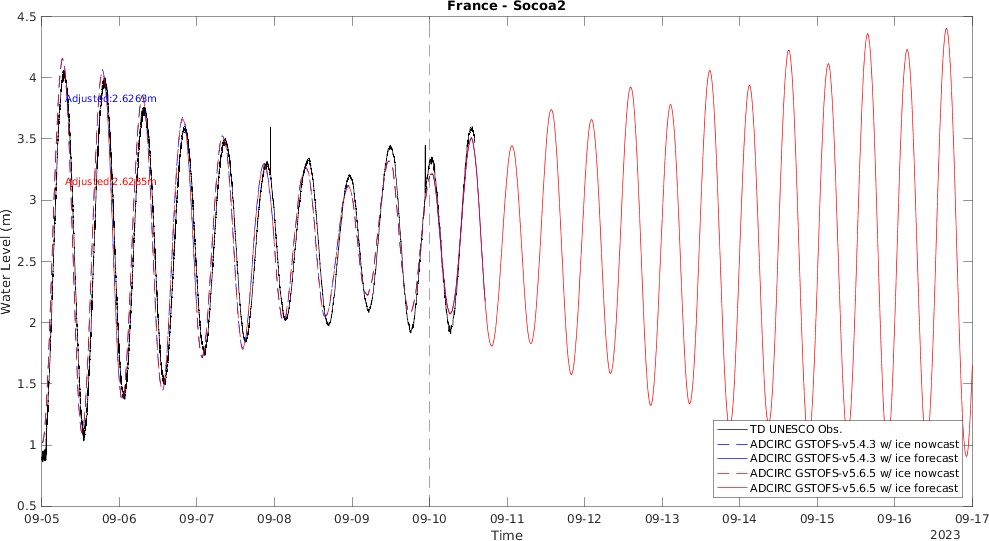 France - Socoa2
4.5
4
3.5
3
2.5
2
1.5
1
0.5
Water Level (m)
Adjusted:2.6263m
Adjusted:2.6285m
TD UNESCO Obs.
ADCIRC GSTOFS-v5.4.3 w/ ice nowcast
ADCIRC GSTOFS-v5.4.3 w/ ice forecast
ADCIRC GSTOFS-v5.6.5 w/ ice nowcast
ADCIRC GSTOFS-v5.6.5 w/ ice forecast
09-05 09-06 09-07 09-08 09-09 09-10 09-11 09-12 09-13 09-14 09-15 09-16 09-17
Time
2023